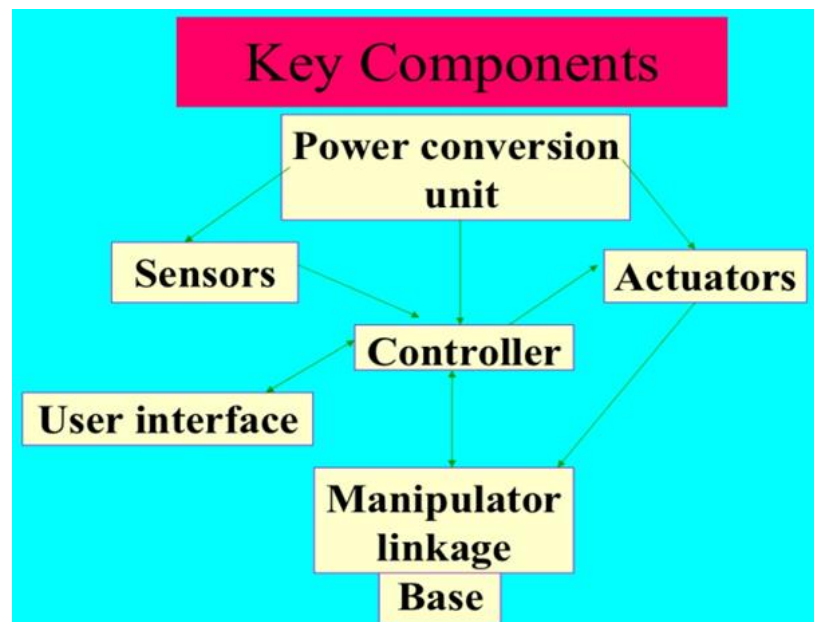 Key Components
Power conversion
unit
Sensors
Actuators
Controller
User interface
Manipulator
linkage
Base